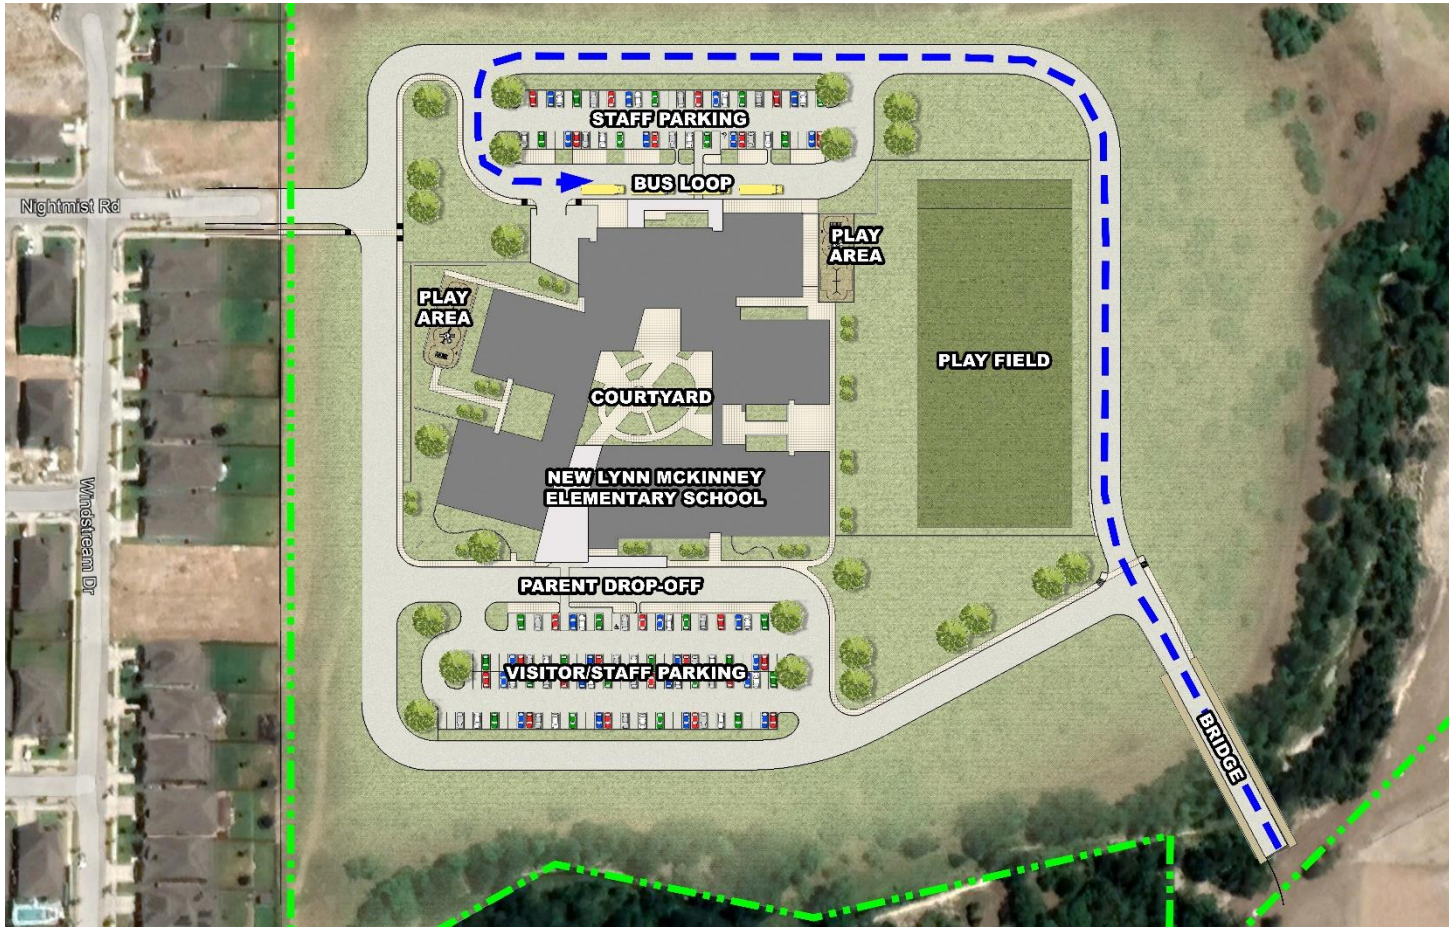 STAFF PARKING
BUS LOOP
Nightmist Rd
PLAY
AREA
PLAY
AREA
PLAY FIELD
COURTYARD
NEW LYNN MCKINNEY
ELEMENTARY SCHOOL
Windstream Dr
PARENT DROP-OFF
VISITOR/STAFF PARKING
BRIDGE